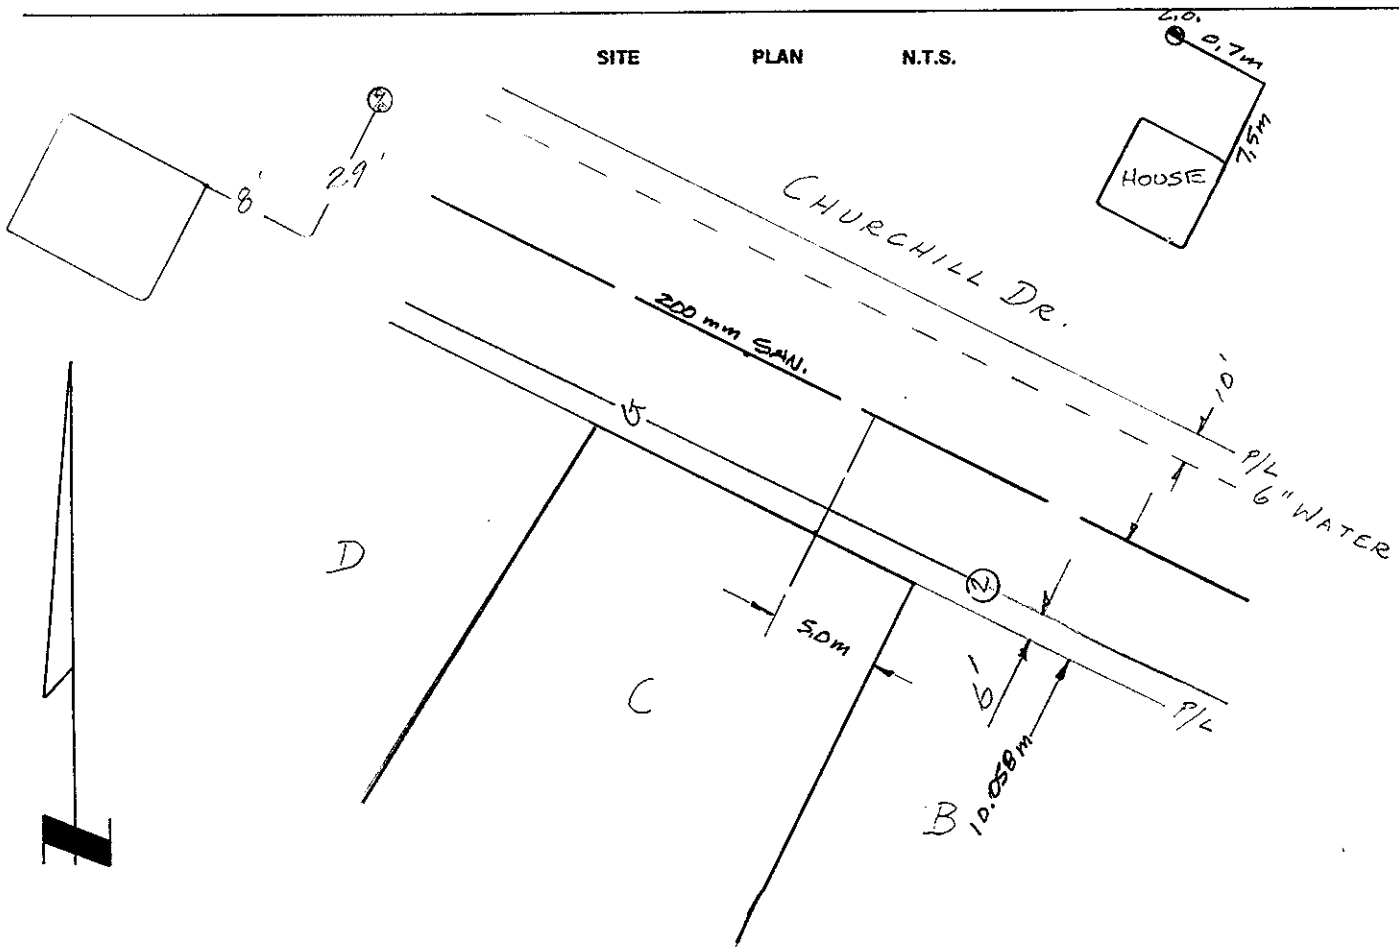 SITE PLAN N.T.S.
C.O.
0.7m
7.5m
HOUSE
8'
29'
CHURCHILL DR.
200 mm SAN.
10'
P/L
6" WATER
G
2
D
5.0m
C
6'
P/L
B
10.058m